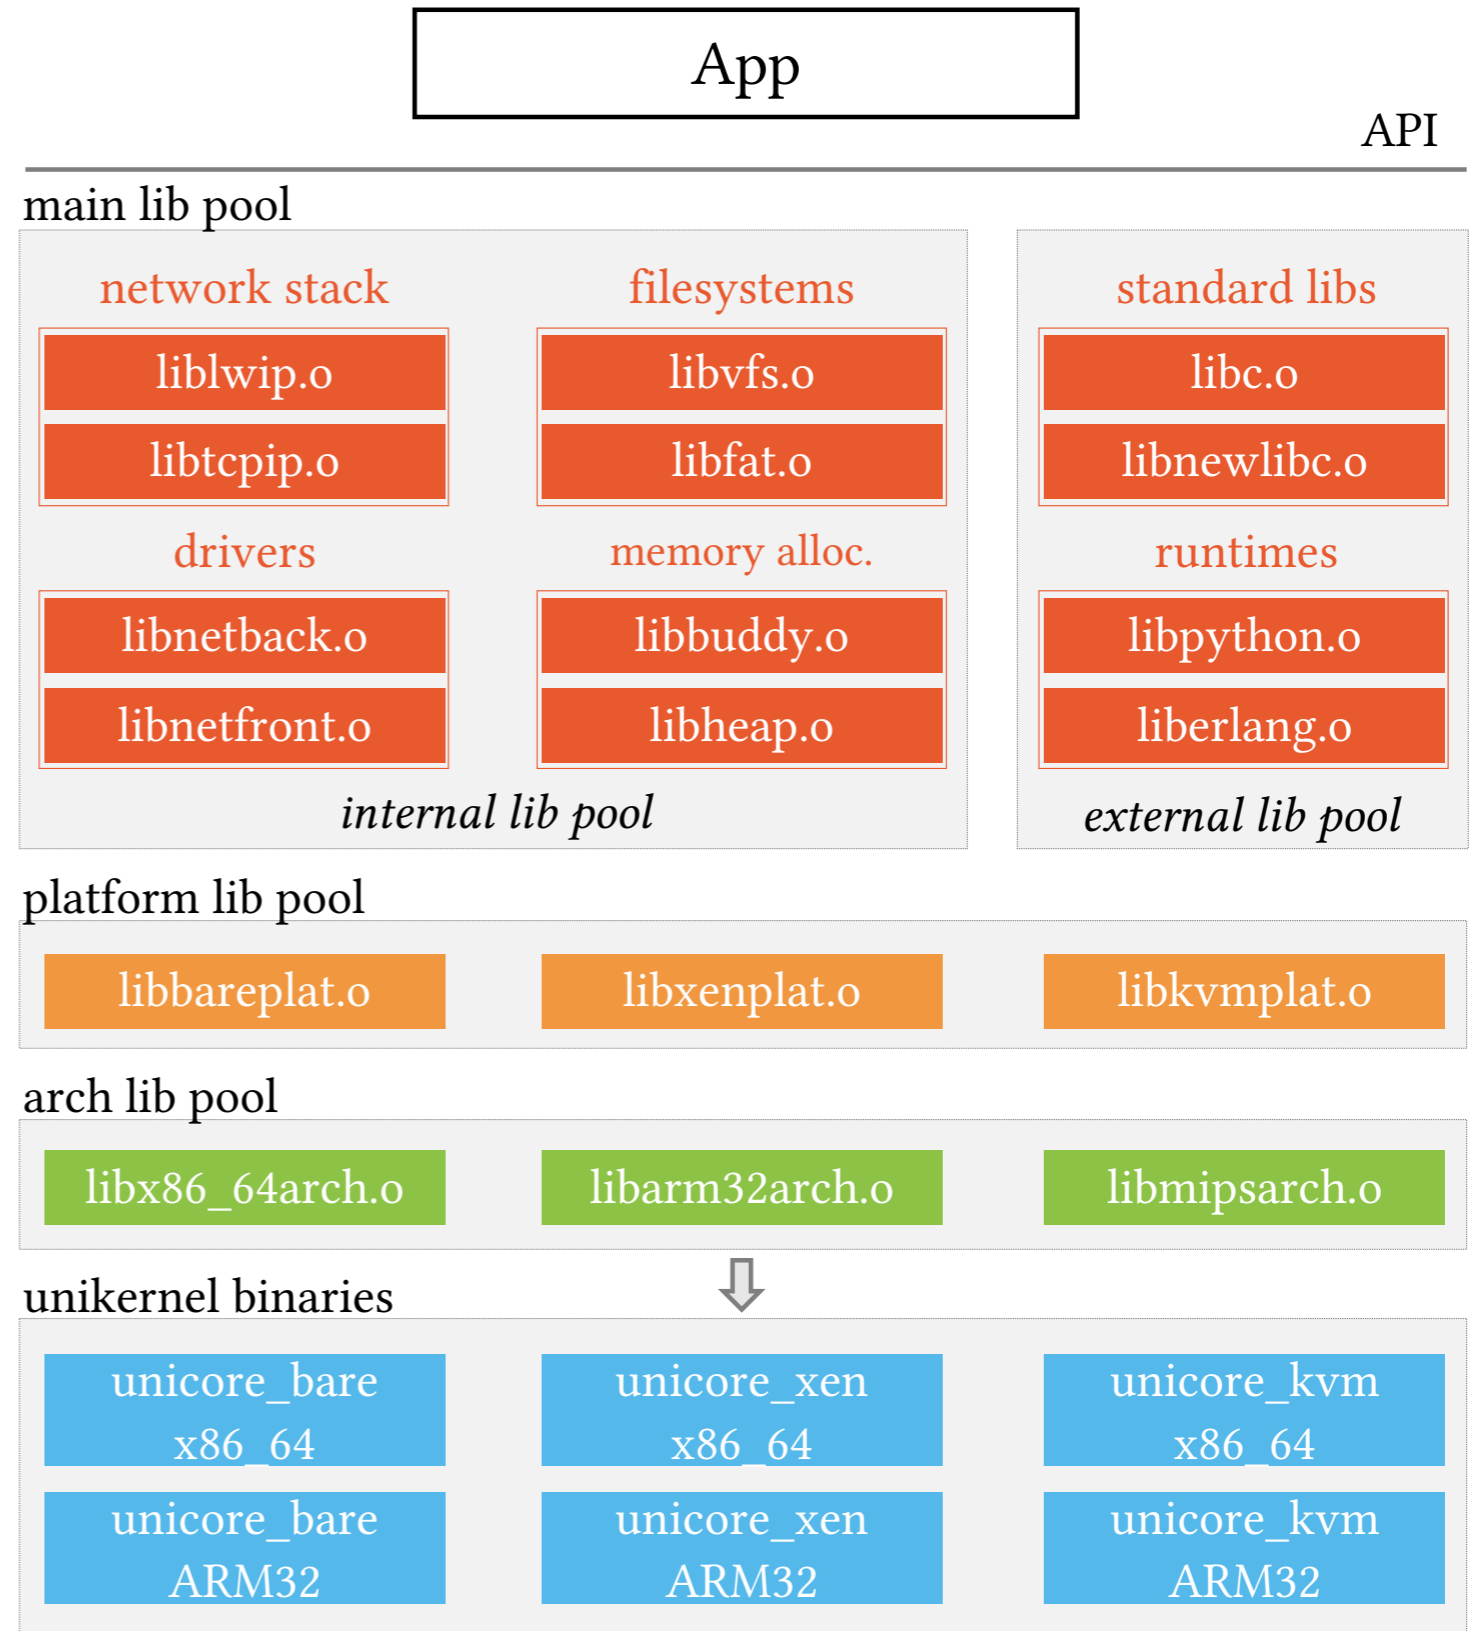 App
API
main lib pool
network stack
liblwip.o
libtcpip.o
filesystems
libvfs.o
libfat.o
standard libs
libc.o
libnewlibc.o
drivers
libnetback.o
libnetfront.o
memory alloc.
libbuddy.o
libheap.o
runtimes
libpython.o
liberlang.o
internal lib pool
external lib pool
platform lib pool
libbareplat.o
libxenplat.o
libkvmplat.o
arch lib pool
libx86_64arch.o
libarm32arch.o
libmipsarch.o
unikernel binaries
unicore_bare
x86_64
unicore_xen
x86_64
unicore_kvm
x86_64
unicore_bare
ARM32
unicore_xen
ARM32
unicore_kvm
ARM32